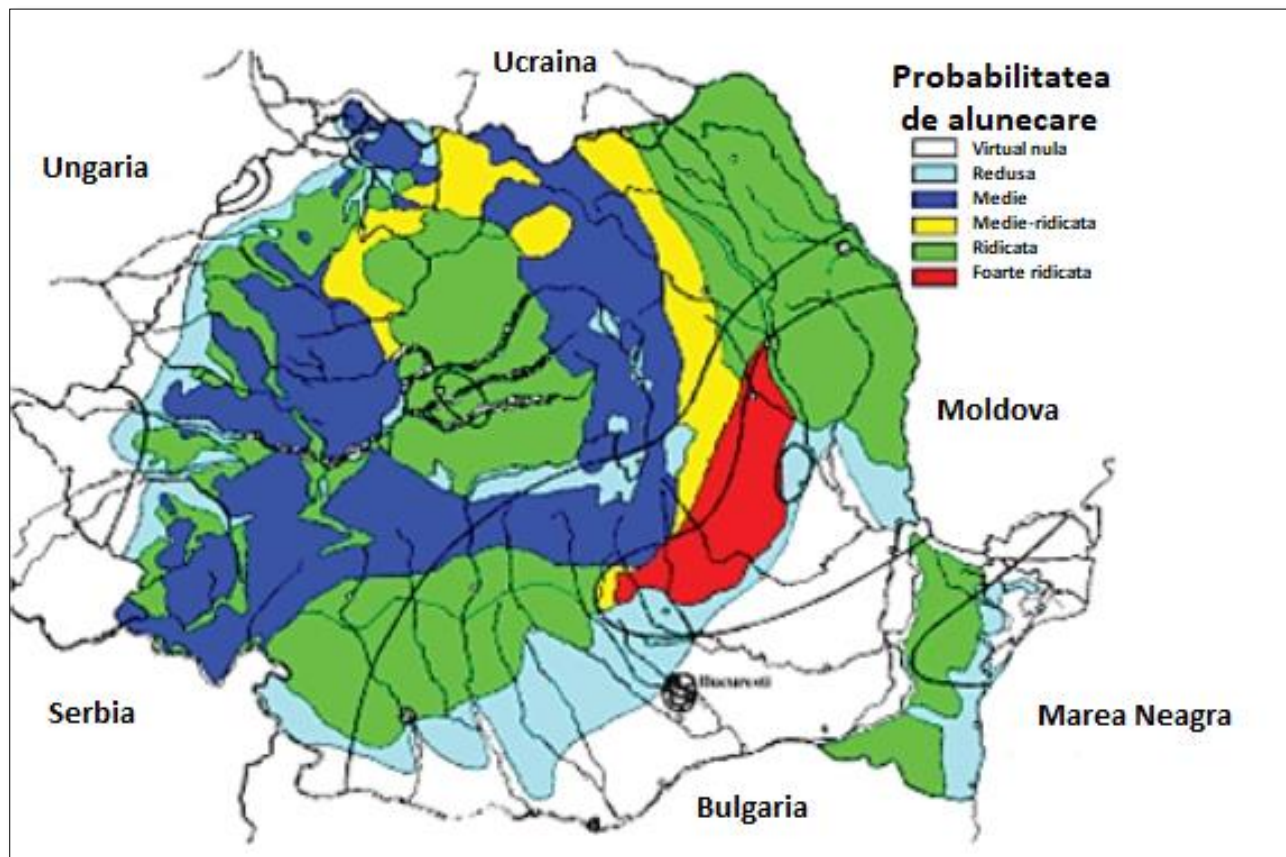 Ucraina
Probabilitatea
de alunecare
Virtual nula
Redusa
Medie
Medie-ridicata
Ridicata
Foarte ridicata
Ungaria
Moldova
Bucuresti
Serbia
Marea Neagra
Bulgaria